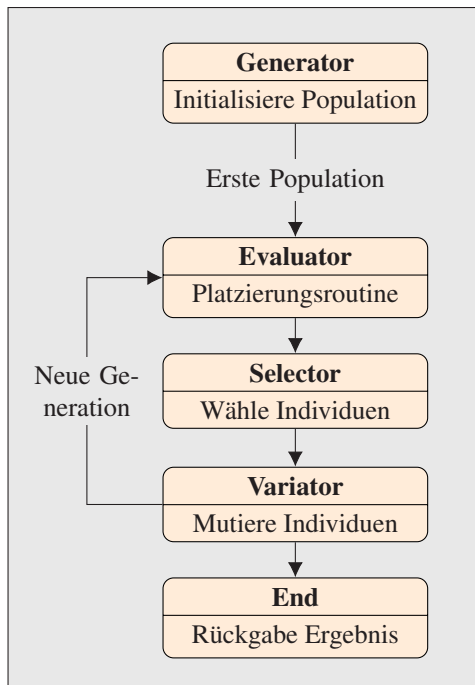 Generator
Initialisiere Population
Erste Population
Evaluator
Platzierungsroutine
Selector
Wähle Individuen
Neue Ge-
neration
Variator
Mutiere Individuen
End
Rückgabe Ergebnis